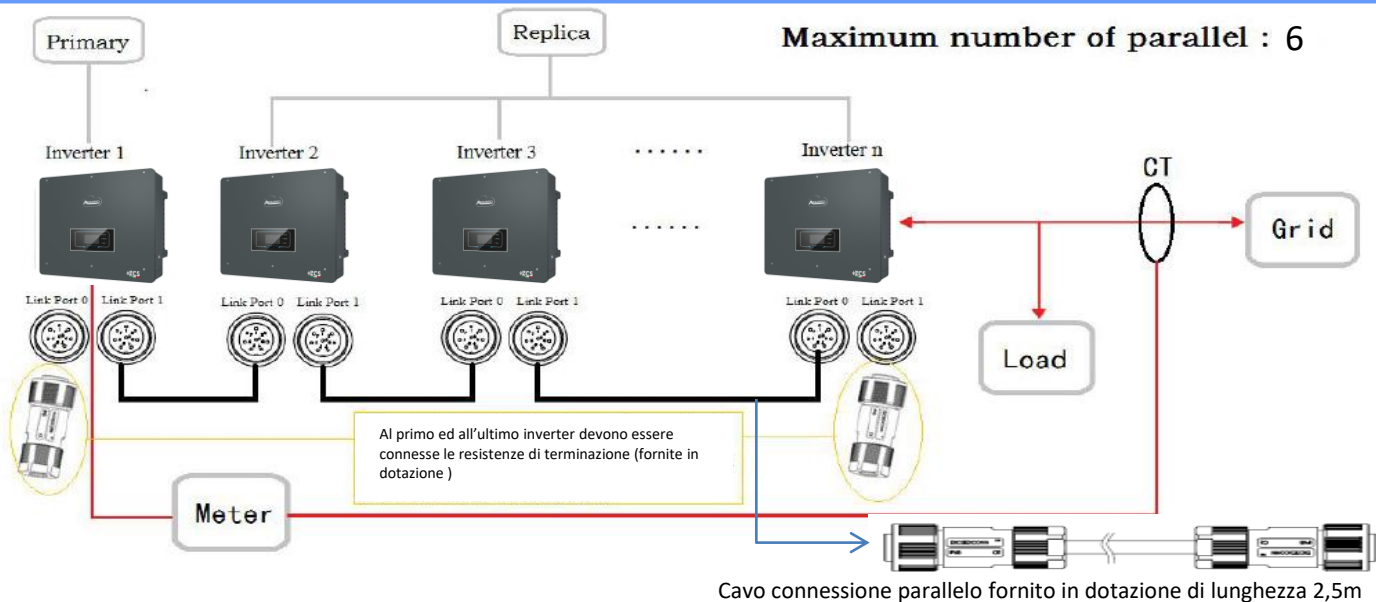 Primary
Replica
Maximum number of parallel : 6
Inverter 1
Inverter 2
Inverter 3
......
Inverter n
......
CT
Grid
Load
Link Port 0 Link Port 1
Link Port 0 Link Port 1
Link Port 0 Link Port 1
Link Port 0 Link Port 1
Al primo ed all'ultimo inverter devono essere
connesse le resistenze di terminazione (fornite in
dotazione )
Meter
Cavo connessione parallelo fornito in dotazione di lunghezza 2,5m